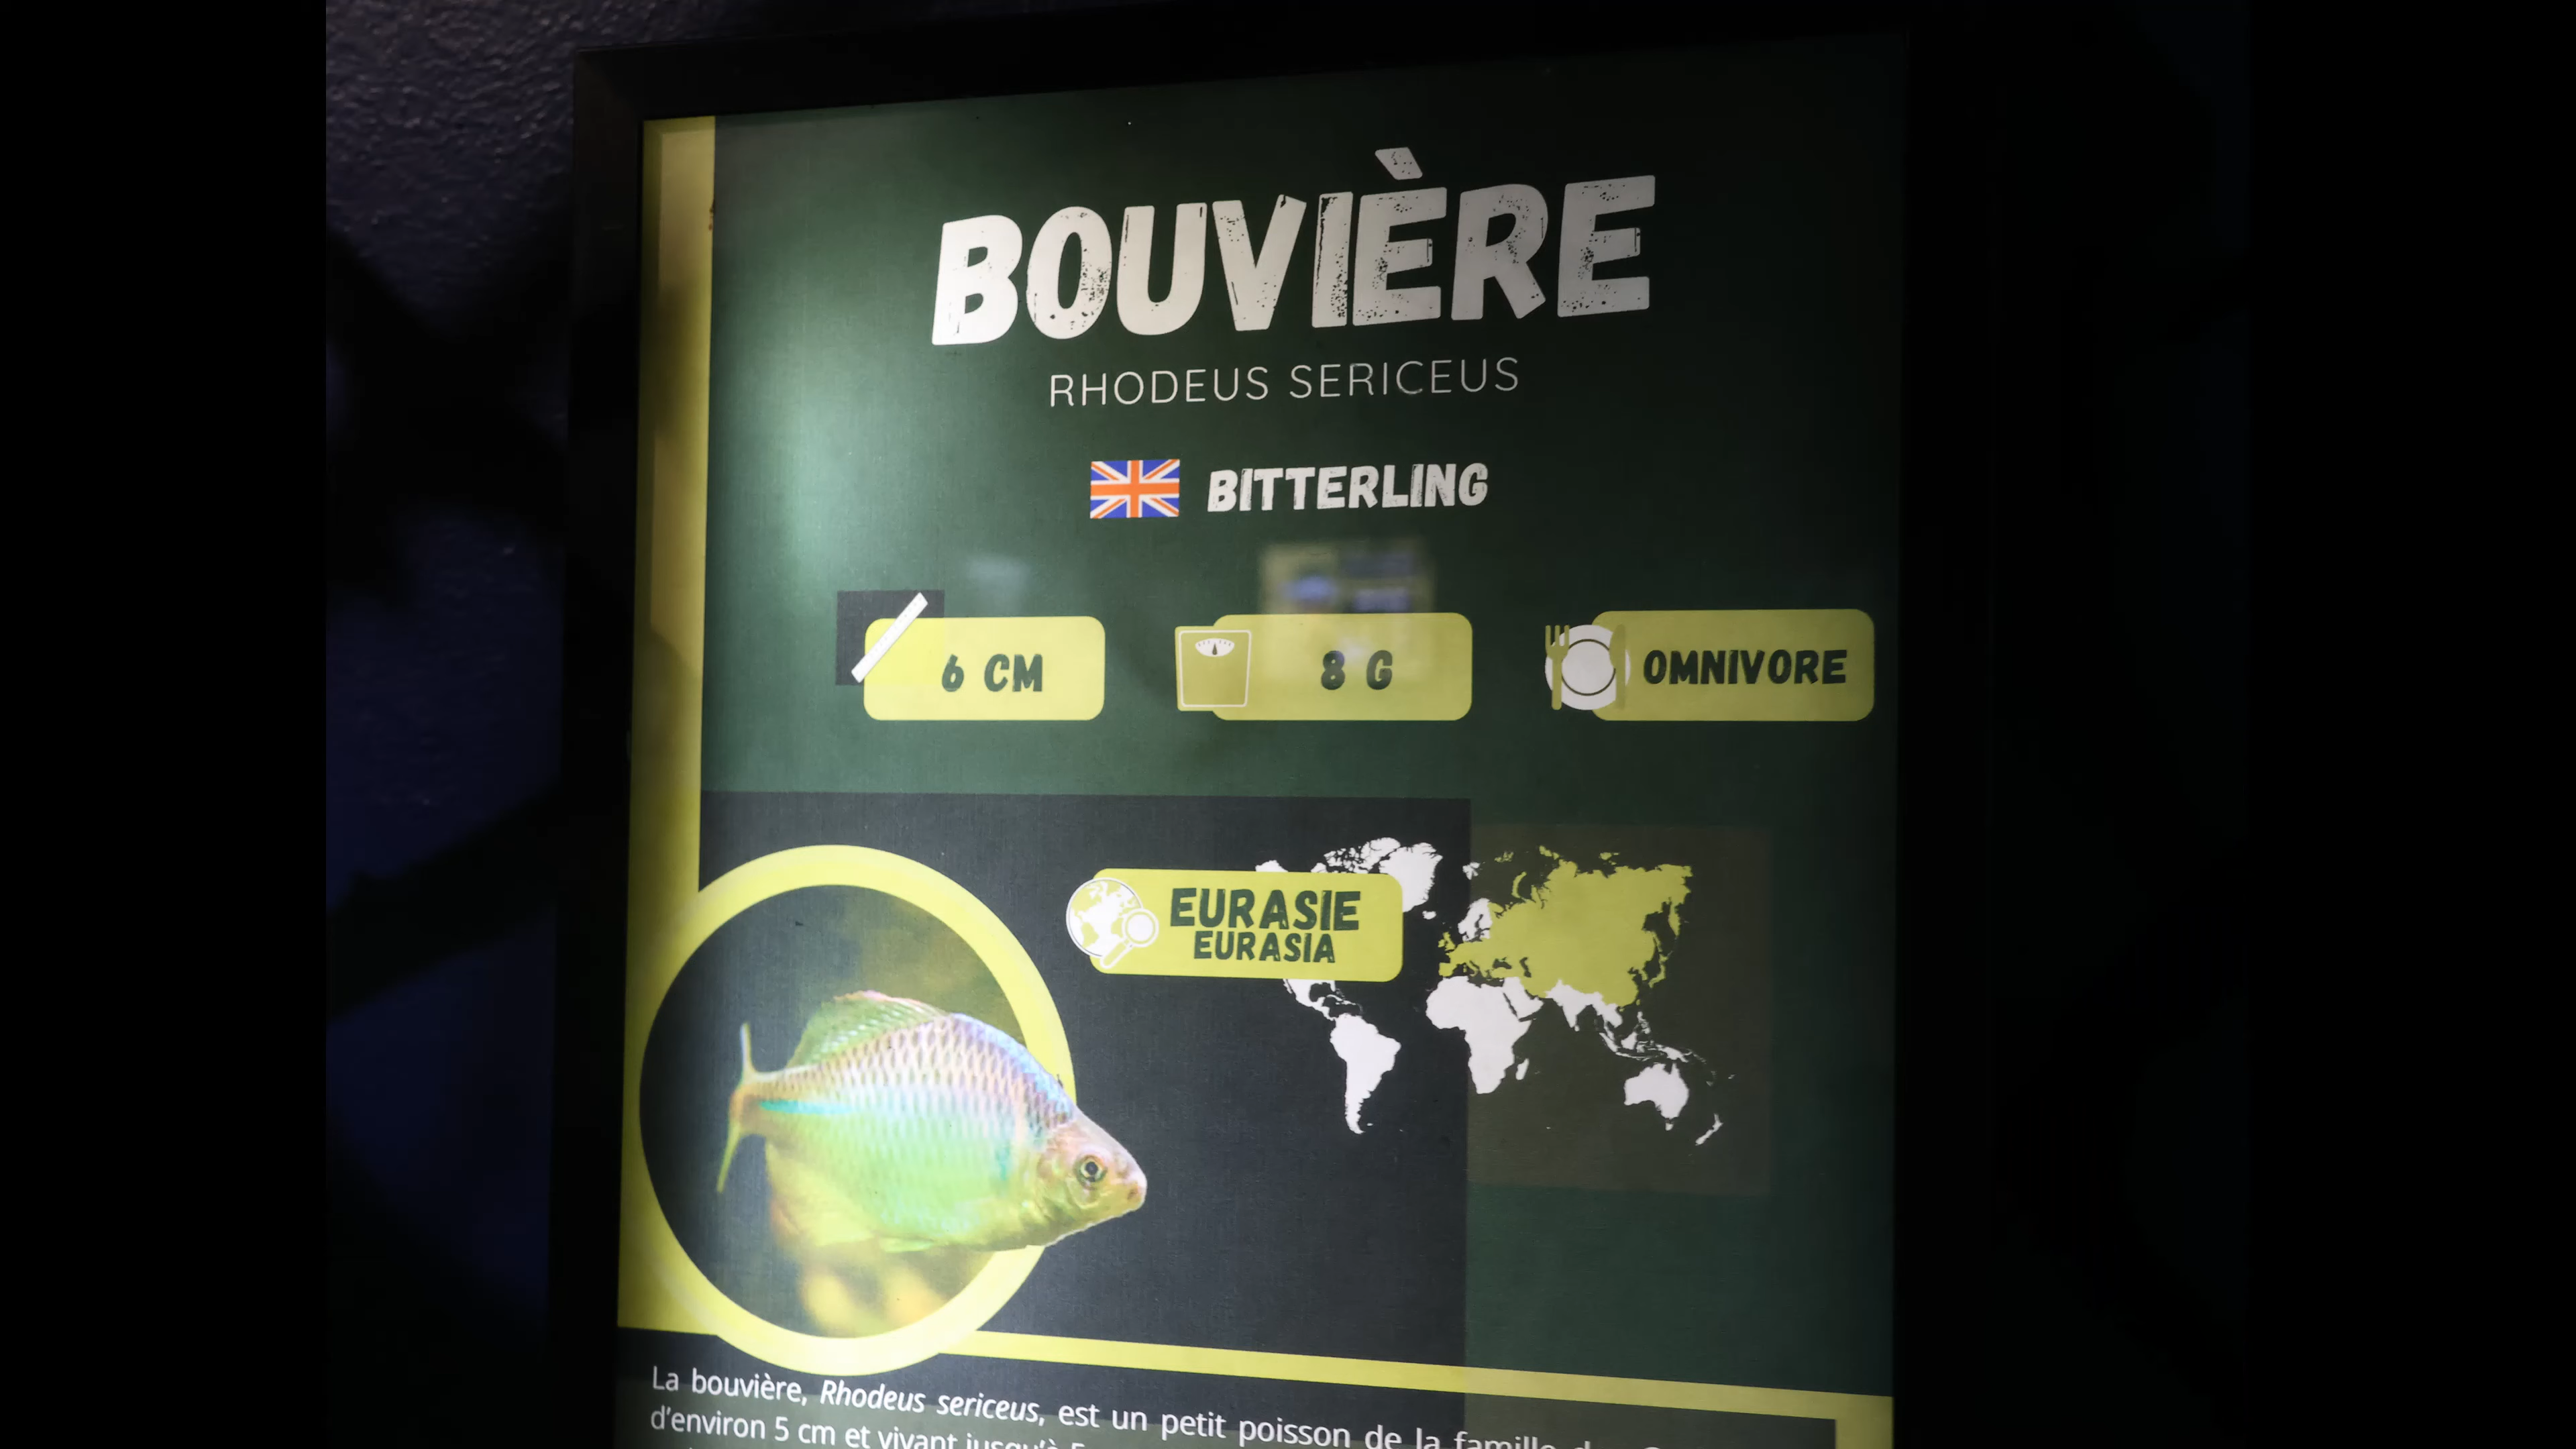 BOUVIÈRE
RHODEUS SERICEUS
BITTERLING
6 CM
8 G
OMNIVORE
EURASIE
EURASIA
La bouvière, Rhodeus sericeus, est un petit poisson de la famille
d'environ 5 cm et vivant jusqu'à